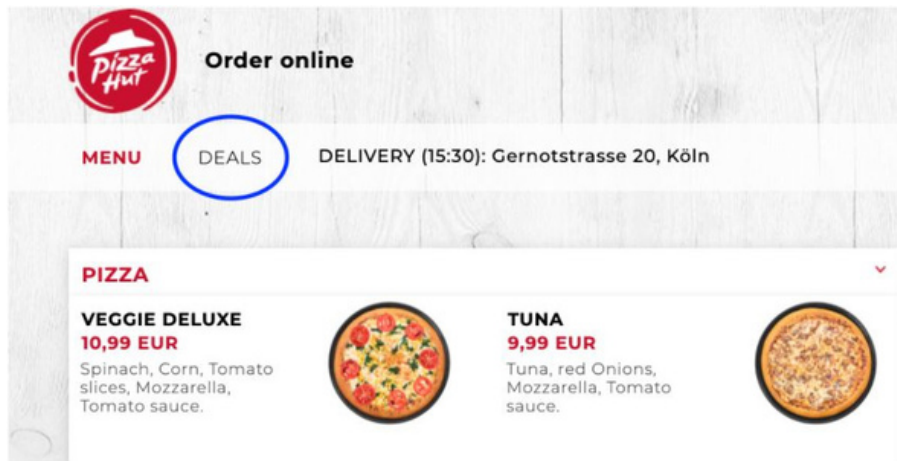 Pizza
Hut
Order online
MENU DEALS DELIVERY (15:30): Gernotstrasse 20, Köln
PIZZA
VEGGIE DELUXE
10,99 EUR
Spinach, Corn, Tomato
slices, Mozzarella,
Tomato sauce.
TUNA
9,99 EUR
Tuna, red Onions,
Mozzarella, Tomato
sauce.